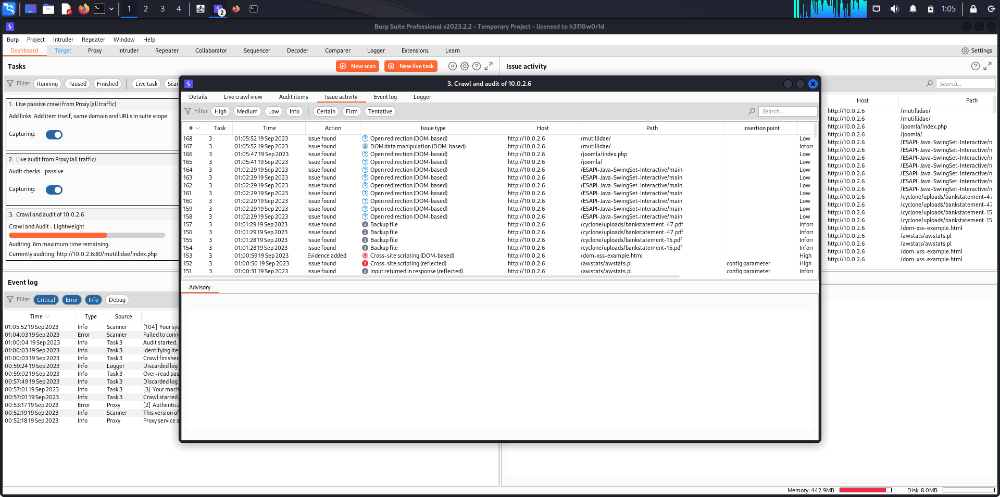 1 2 3 4 2 1:05
Burp Suite Professional v2023.2.2 - Temporary Project - licensed to h3110w0r1d
Burp Project Intruder Repeater Window Help
Dashboard Target Proxy Intruder Repeater Collaborator Sequencer Decoder Comparer Logger Extensions Learn Settings
Tasks New scan New live task
Filter Running Paused Finished Live task
1. Live passive crawl from Proxy (all traffic)
Add links. Add item itself, same domain and URLs in suite scope.
Capturing:
2. Live audit from Proxy (all traffic)
Audit checks - passive
Capturing:
3. Crawl and audit of 10.0.2.6
Crawl and Audit - Lightweight
Auditing. 6m maximum time remaining.
Currently auditing: http://10.0.2.6:80/mutillidae/index.php
Event log
Filter Critical Error Info Debug
Time Type Source
01:05:52 19 Sep 2023 Info Scanner [104] Your
01:04:03 19 Sep 2023 Error Scanner Failed to
01:00:04 19 Sep 2023 Info Task 3 Audit started.
01:00:03 19 Sep 2023 Info Task 3 Identifying
01:00:03 19 Sep 2023 Info Task 3 Crawl finished
00:59:24 19 Sep 2023 Info Logger Discarded log
00:59:02 19 Sep 2023 Info Task 3 Over-read
00:57:49 19 Sep 2023 Info Task 3 Discarded log
00:57:01 19 Sep 2023 Info Task 3 [3] Your
00:57:01 19 Sep 2023 Info Task 3 Crawl started.
00:53:17 19 Sep 2023 Error Proxy [2]
00:52:19 19 Sep 2023 Info Scanner This version of
00:52:18 19 Sep 2023 Info Proxy Proxy service
3. Crawl and audit of 10.0.2.6
Details Live crawl view Audit items Issue activity Event log Logger
Filter High Medium Low Info Certain Firm Tentative Search...
# Task Time Action Issue type Host Path Insertion point
168 3 01:05:52 19 Sep 2023 Issue found Open redirection (DOM-based) http://10.0.2.6 /mutillidae/ Low
167 3 01:05:52 19 Sep 2023 Issue found DOM data manipulation (DOM-based) http://10.0.2.6 /mutillidae/ Inforr
166 3 01:05:47 19 Sep 2023 Issue found Open redirection (DOM-based) http://10.0.2.6 /joomla/index.php Low
165 3 01:05:41 19 Sep 2023 Issue found Open redirection (DOM-based) http://10.0.2.6 /joomla/ Low
164 3 01:02:29 19 Sep 2023 Issue found Open redirection (DOM-based) http://10.0.2.6 /ESAPI-Java-SwingSet-Interactive/main Low
163 3 01:02:29 19 Sep 2023 Issue found Open redirection (DOM-based) http://10.0.2.6 /ESAPI-Java-SwingSet-Interactive/main Low
162 3 01:02:29 19 Sep 2023 Issue found Open redirection (DOM-based) http://10.0.2.6 /ESAPI-Java-SwingSet-Interactive/main Low
161 3 01:02:29 19 Sep 2023 Issue found Open redirection (DOM-based) http://10.0.2.6 /ESAPI-Java-SwingSet-Interactive/main Low
160 3 01:02:29 19 Sep 2023 Issue found Open redirection (DOM-based) http://10.0.2.6 /ESAPI-Java-SwingSet-Interactive/main Low
159 3 01:02:29 19 Sep 2023 Issue found Open redirection (DOM-based) http://10.0.2.6 /ESAPI-Java-SwingSet-Interactive/main Low
158 3 01:02:29 19 Sep 2023 Issue found Open redirection (DOM-based) http://10.0.2.6 /ESAPI-Java-SwingSet-Interactive/main Low
157 3 01:01:29 19 Sep 2023 Issue found Backup file http://10.0.2.6 /cyclone/uploads/bankstatement-47.pdf Inforr
156 3 01:01:29 19 Sep 2023 Issue found Backup file http://10.0.2.6 /cyclone/uploads/bankstatement-47.pdf Inforr
155 3 01:01:28 19 Sep 2023 Issue found Backup file http://10.0.2.6 /cyclone/uploads/bankstatement-15.pdf Inforr
154 3 01:01:28 19 Sep 2023 Issue found Backup file http://10.0.2.6 /cyclone/uploads/bankstatement-15.pdf Inforr
153 3 01:00:59 19 Sep 2023 Evidence added Cross-site scripting (DOM-based) http://10.0.2.6 /dom-xss-example.html High
152 3 01:00:50 19 Sep 2023 Issue found Cross-site scripting (reflected) http://10.0.2.6 /awstats/awstats.pl config parameter High
151 3 01:00:31 19 Sep 2023 Issue found Input returned in response (reflected) http://10.0.2.6 /awstats/awstats.pl config parameter Inforr
Advisory
Issue activity
Search...
Host Path
http://10.0.2.6 /mutillidae/
http://10.0.2.6 /mutillidae/
http://10.0.2.6 /joomla/index.php
http://10.0.2.6 /joomla/
http://10.0.2.6 /ESAPI-Java-SwingSet-Interactive/
http://10.0.2.6 /ESAPI-Java-SwingSet-Interactive/
http://10.0.2.6 /ESAPI-Java-SwingSet-Interactive/
http://10.0.2.6 /ESAPI-Java-SwingSet-Interactive/
http://10.0.2.6 /ESAPI-Java-SwingSet-Interactive/
http://10.0.2.6 /ESAPI-Java-SwingSet-Interactive/
http://10.0.2.6 /ESAPI-Java-SwingSet-Interactive/
http://10.0.2.6 /cyclone/uploads/bankstatement-47
http://10.0.2.6 /cyclone/uploads/bankstatement-47
http://10.0.2.6 /cyclone/uploads/bankstatement-15
http://10.0.2.6 /cyclone/uploads/bankstatement-15
http://10.0.2.6 /dom-xss-example.html
http://10.0.2.6 /awstats/awstats.pl
http://10.0.2.6 /awstats/awstats.pl
http://10.0.2.6 /dom-xss-example.html
http://10.0.2.6 /dom-xss-example.html
Memory: 442.9MB Disk: 8.0MB